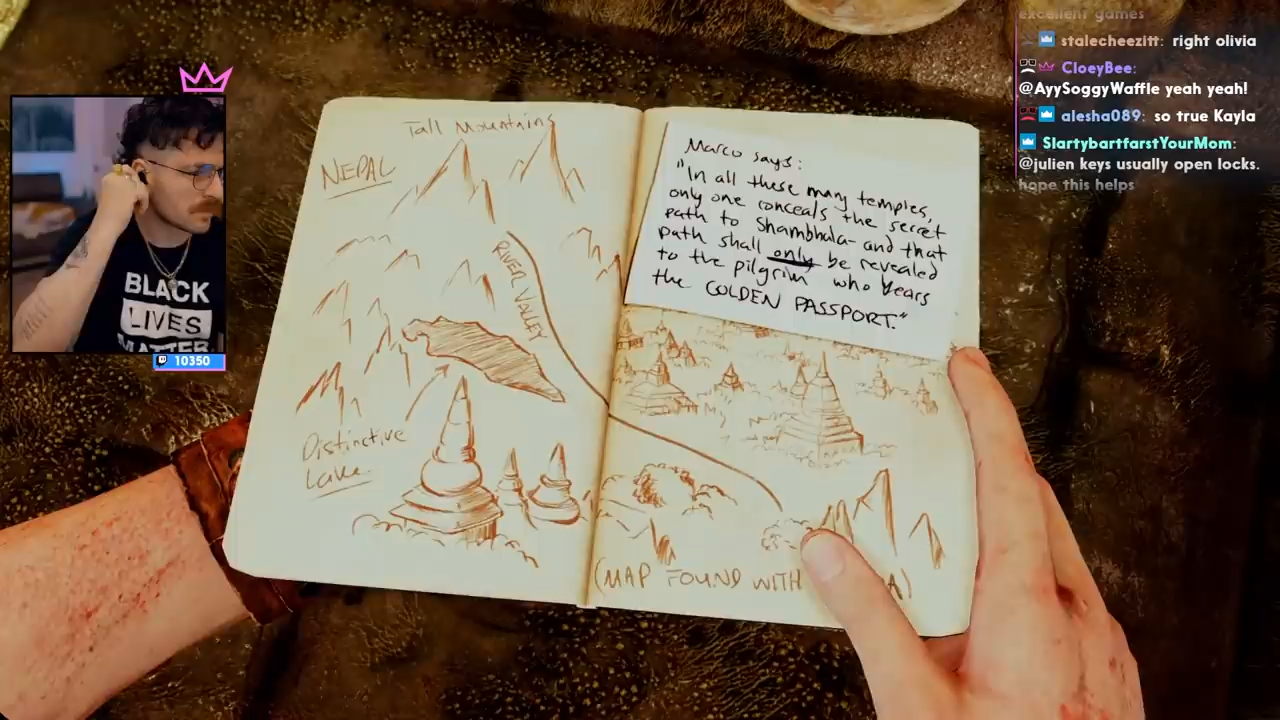 excellent games
stalecheezitt: right olivia
CloeyBee:
@AyySoggyWaffle yeah yeah!
alesha089: so true Kayla
SlartybartfarstYourMom:
@julien keys usually open locks.
hope this helps
BLACK
LIVES
MATTER
10350
Tall Mountains
NEPAL
RIVER VALLEY
Distinctive
Lake
Marco says:
"In all these many temples,
only one conceals the secret
path to Shambhala- and that
path shall only be revealed
to the pilgrim who bears
the GOLDEN PASSPORT."
(MAP FOUND WITH A)